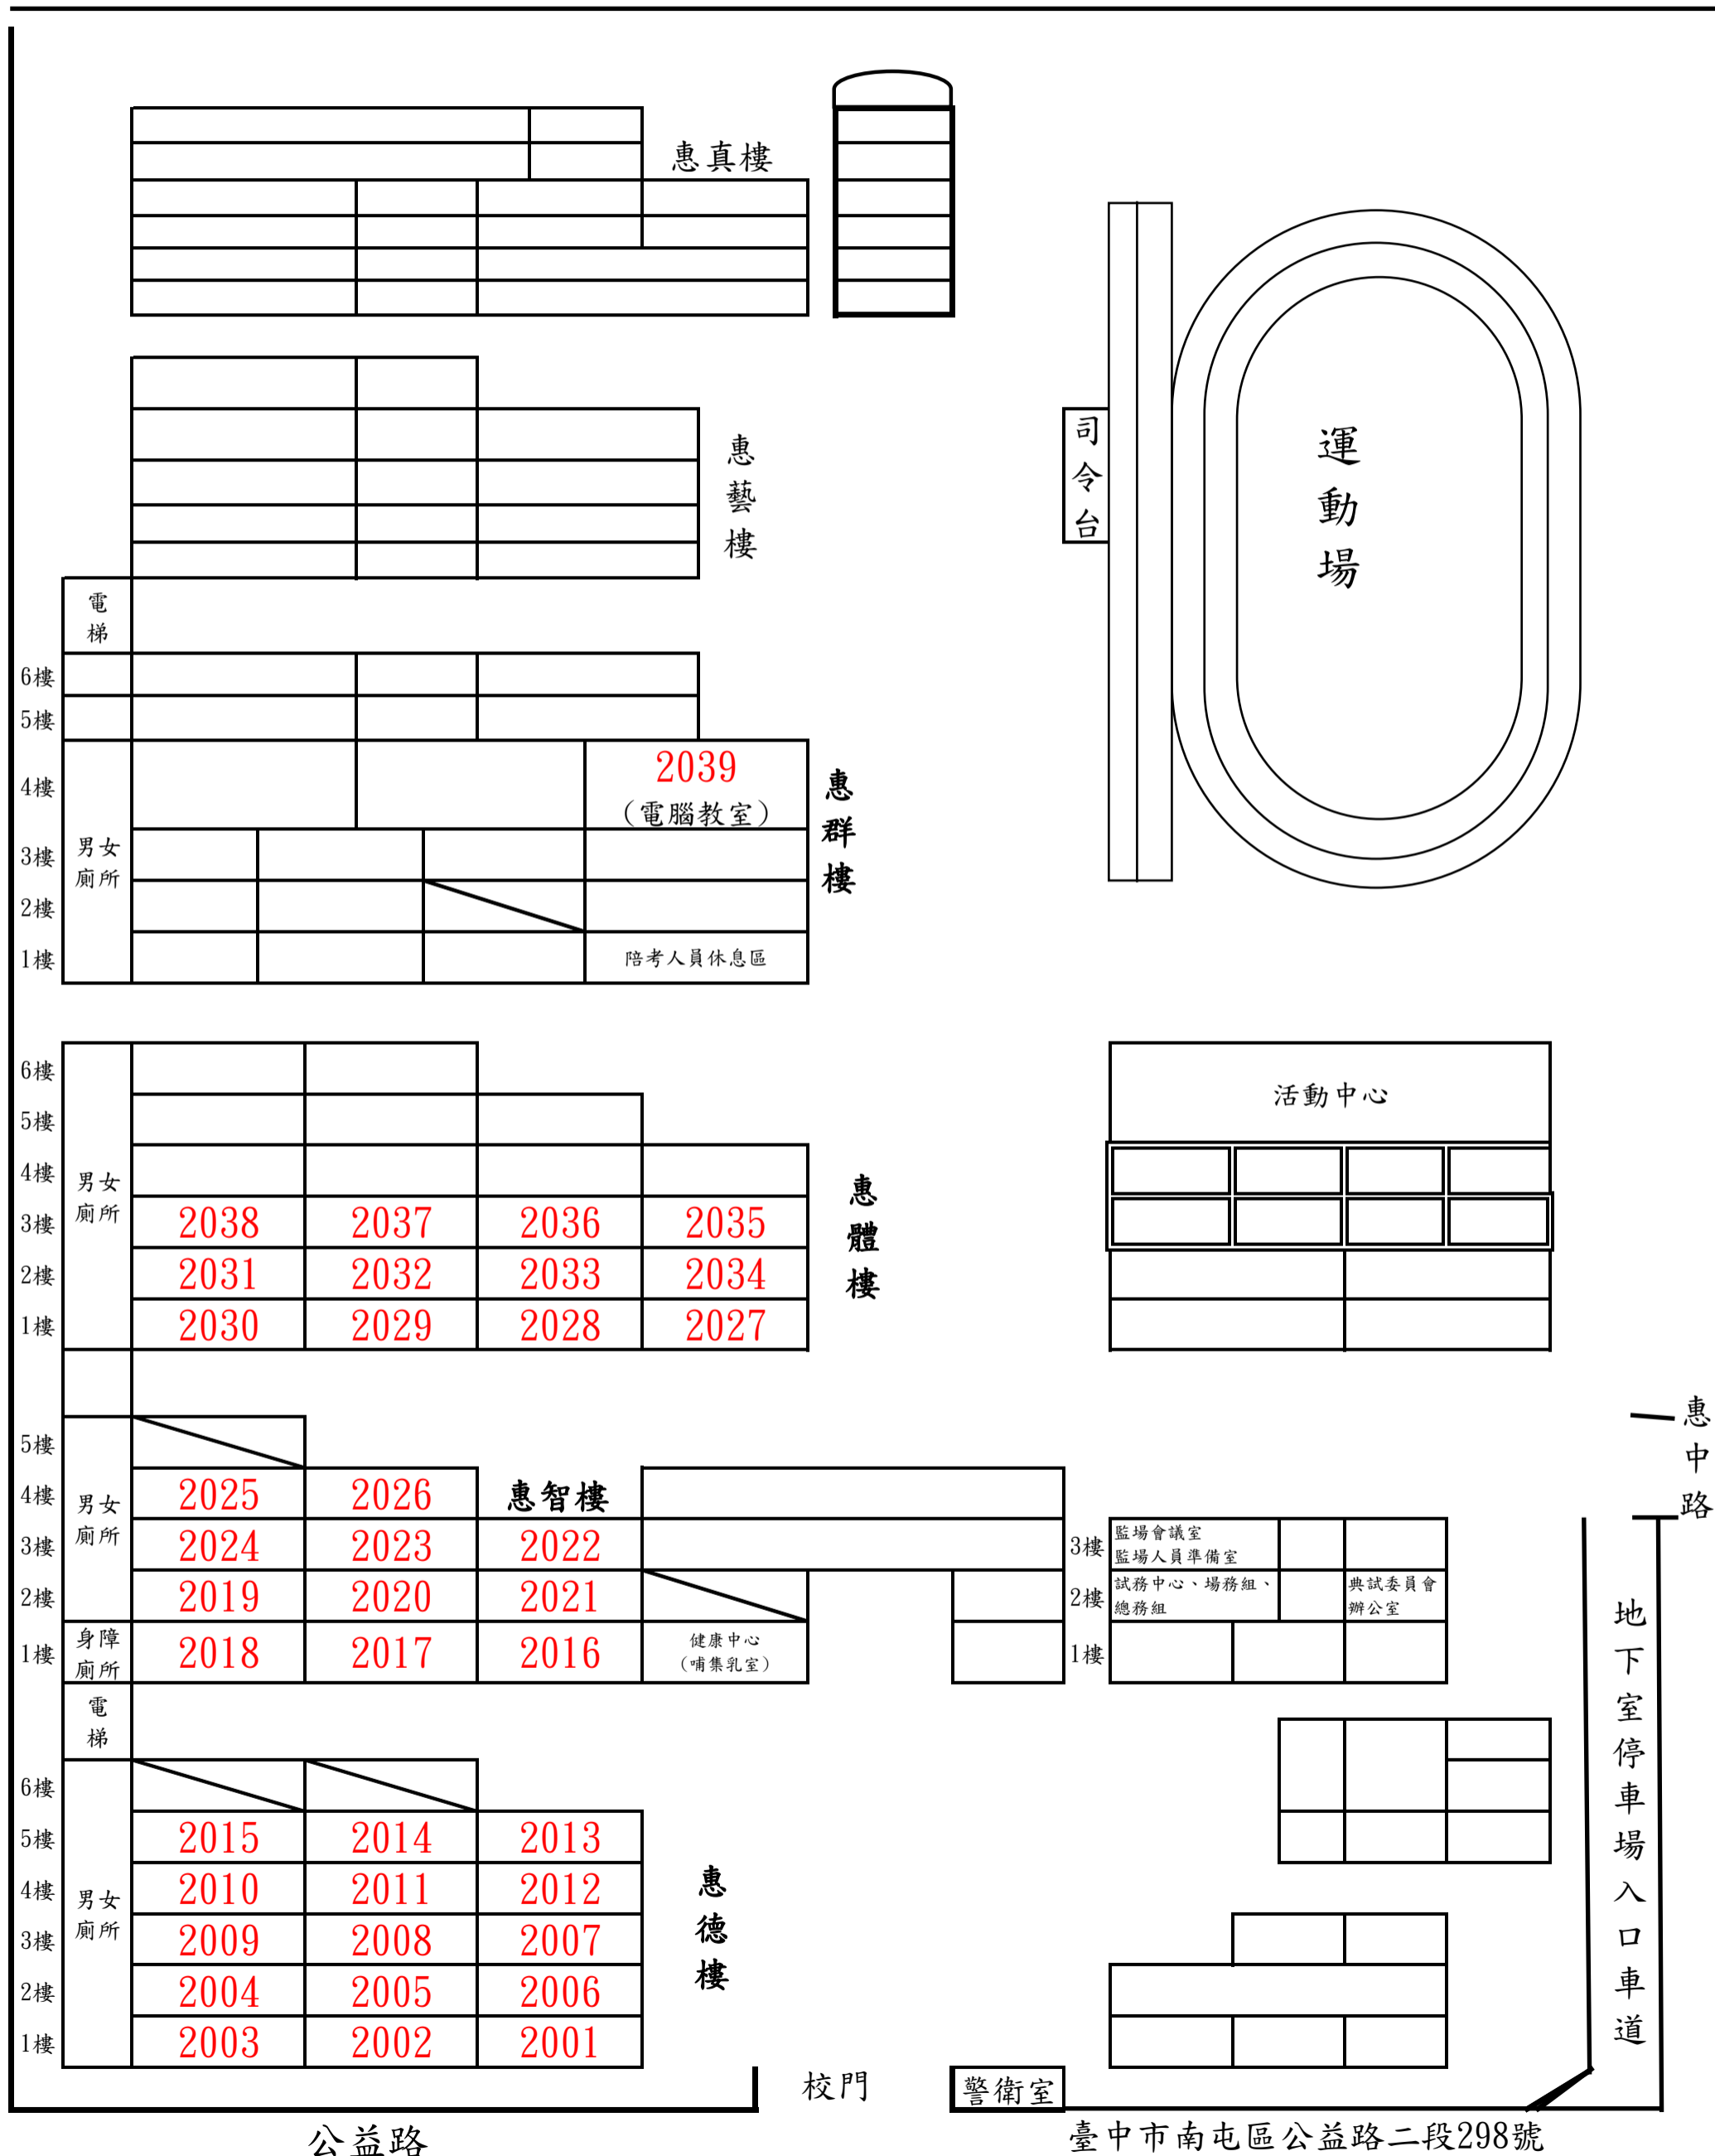 惠真樓
惠藝樓
司令台
運動場
電梯
6樓
5樓
4樓
2039
(電腦教室)
惠群樓
3樓
男女廁所
2樓
1樓
陪考人員休息區
6樓
活動中心
5樓
4樓
男女廁所
惠體樓
3樓 2038 2037 2036 2035
2樓 2031 2032 2033 2034
1樓 2030 2029 2028 2027
惠中路
5樓
4樓 2025 2026 惠智樓
男女廁所
3樓 2024 2023 2022
3樓
監場會議室
監場人員準備室
2樓 2019 2020 2021
2樓
試務中心、場務組、
總務組
典試委員會
辦公室
1樓
身障廁所
2018 2017 2016
健康中心
(哺集乳室)
1樓
地下室停車場入口車道
電梯
6樓
5樓 2015 2014 2013
4樓 2010 2011 2012
男女廁所
惠德樓
3樓 2009 2008 2007
2樓 2004 2005 2006
1樓 2003 2002 2001
校門
警衛室
公益路
臺中市南屯區公益路二段298號